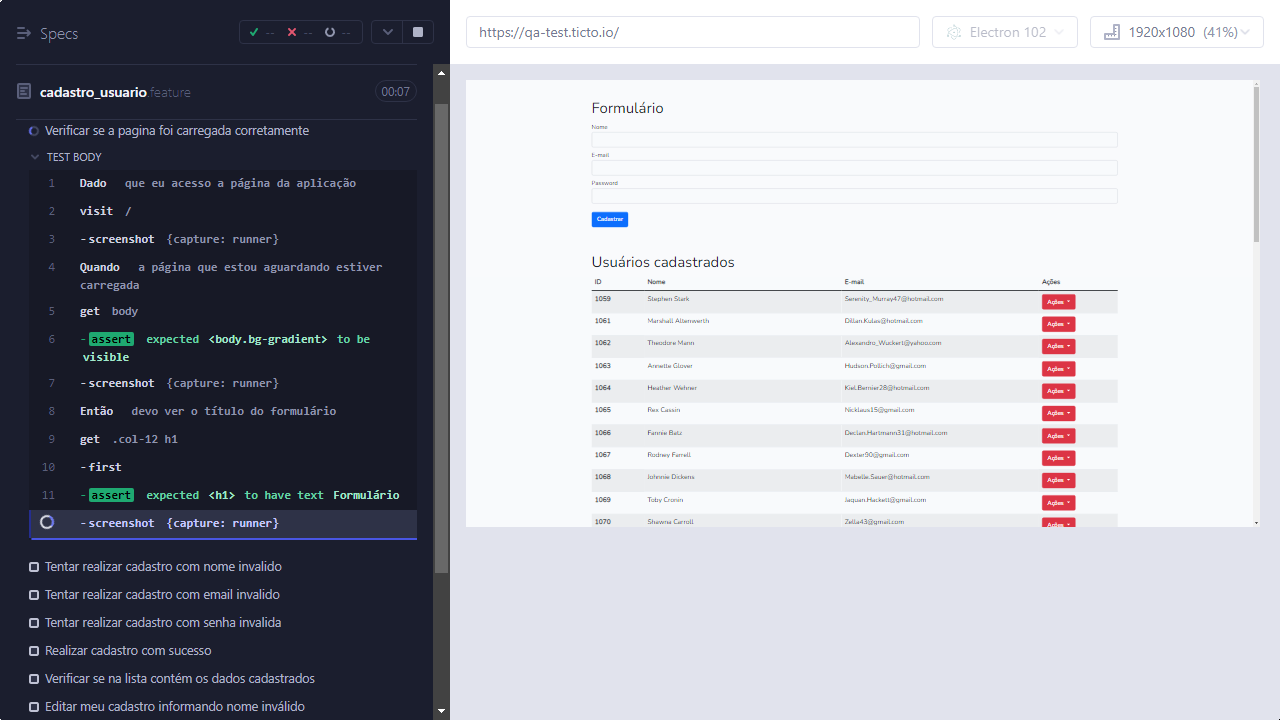 Specs
-- -- --
cadastro_usuario.feature 00:07
Verificar se a pagina foi carregada corretamente
TEST BODY
1 Dado que eu acesso a página da aplicação
2 visit /
3 -screenshot {capture: runner}
4 Quando a página que estou aguardando estiver
carregada
5 get body
6 -assert expected <body.bg-gradient> to be
visible
7 -screenshot {capture: runner}
8 Então devo ver o título do formulário
9 get .col-12 h1
10 -first
11 -assert expected <h1> to have text Formulário
-screenshot {capture: runner}
Tentar realizar cadastro com nome invalido
Tentar realizar cadastro com email invalido
Tentar realizar cadastro com senha invalida
Realizar cadastro com sucesso
Verificar se na lista contém os dados cadastrados
Editar meu cadastro informando nome inválido
https://qa-test.ticto.io/
Electron 102
1920x1080 (41%)
Formulário
Nome
E-mail
Password
Cadastrar
Usuários cadastrados
ID Nome E-mail Ações
1059 Stephen Stark Serenity_Murray47@hotmail.com Ações
1061 Marshall Altenwerth Dillan.Kulas@hotmail.com Ações
1062 Theodore Mann Alexandro_Wuckert@yahoo.com Ações
1063 Annette Glover Hudson.Pollich@gmail.com Ações
1064 Heather Wehner Kiel.Bernier28@hotmail.com Ações
1065 Rex Cassin Nicklaus15@gmail.com Ações
1066 Fannie Batz Declan.Hartmann31@hotmail.com Ações
1067 Rodney Farrell Dexter90@gmail.com Ações
1068 Johnnie Dickens Mabelle.Sauer@hotmail.com Ações
1069 Toby Cronin Jaquan.Hackett@gmail.com Ações
1070 Shawna Carroll Zella43@gmail.com Ações